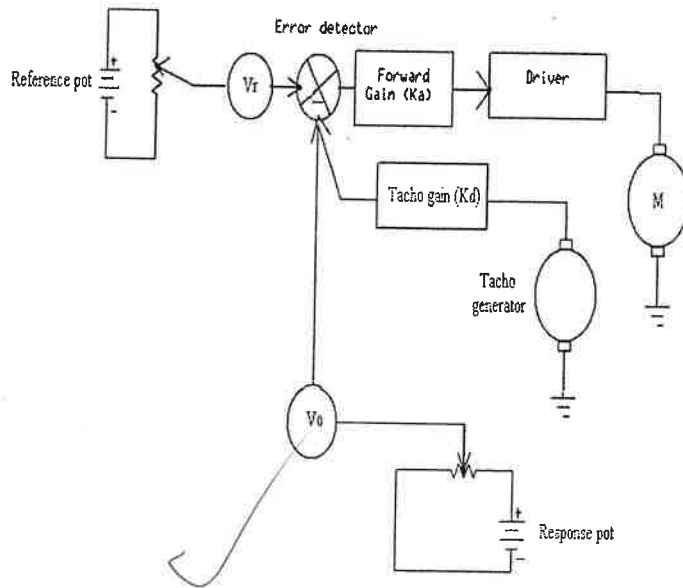 Error detector
Reference pot
+
-
Vr
-
Forward
Gain (Ka)
Driver
Tacho gain (Kd)
M
Tacho
generator
Vo
+
-
Response pot